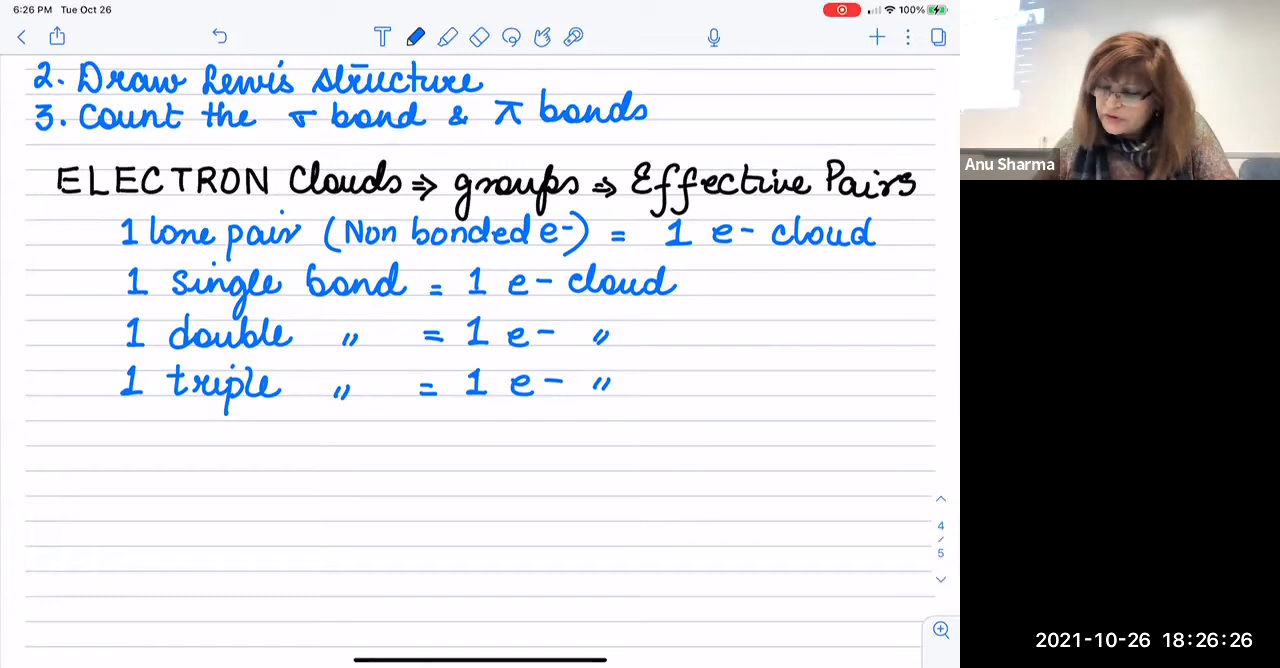 6:26 PM Tue Oct 26
100%
2. Draw Lewis structure
3. Count the σ bond & π bonds
ELECTRON Clouds ⇒ groups ⇒ Effective Pairs
1 lone pair (Non bonded e-) = 1 e- cloud
1 single bond = 1 e- cloud
1 double " = 1 e- "
1 triple " = 1 e- "
4
/
5
Anu Sharma
2021-10-26 18:26:26